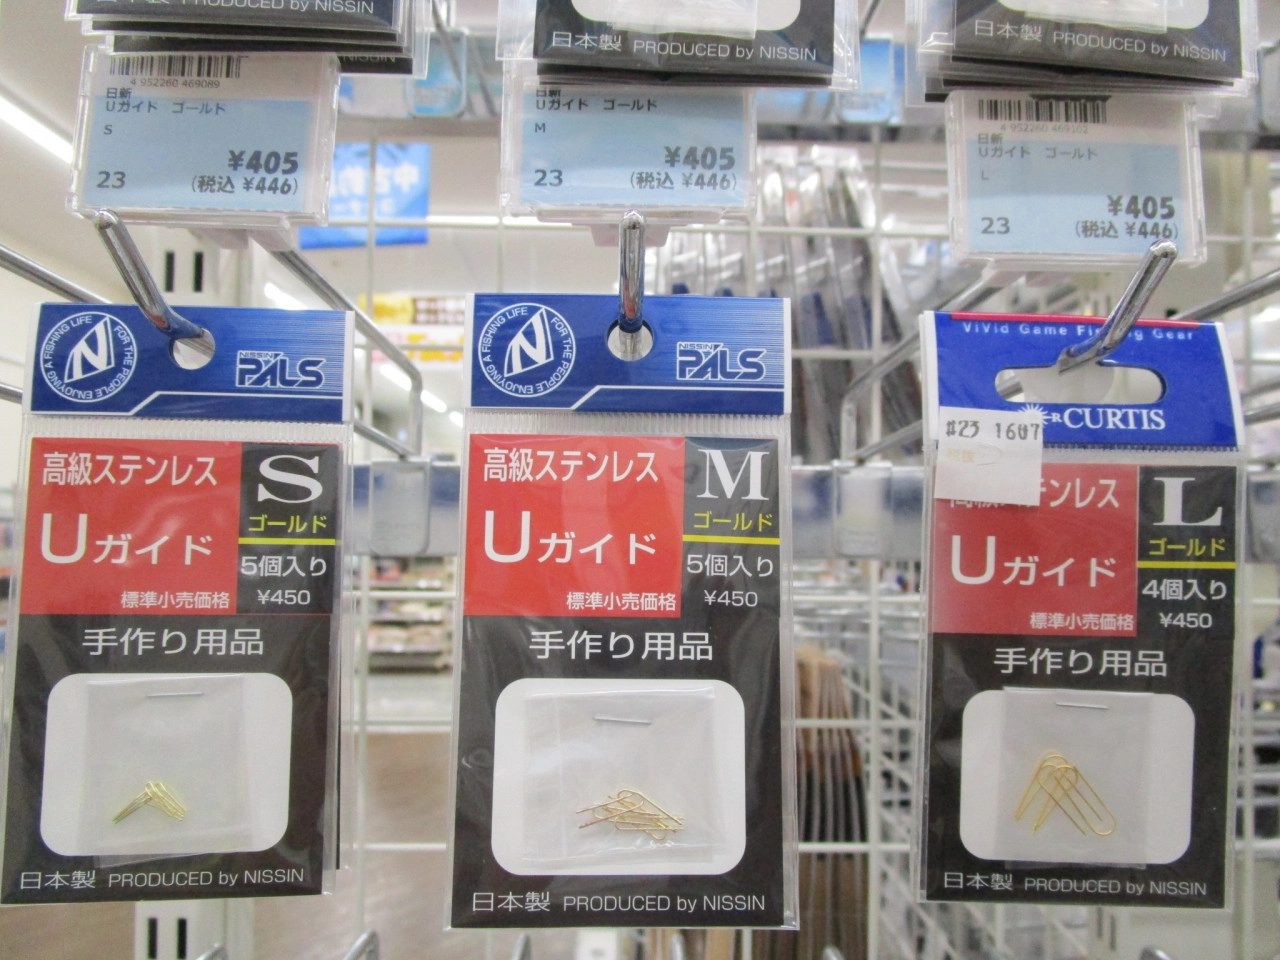 PRODUCED by NISSIN
4 952260 469089
日新
Uガイド ゴールド
S
¥405
23
(税込 ¥446)
日本製 PRODUCED by NISSIN
日新
Uガイド ゴールド
M
¥405
23
(税込 ¥446)
日本製 PRODUCED by NISSIN
4 952260 469102
日新
Uガイド ゴールド
L
¥405
23
(税込 ¥446)
中古釣
ENJOYING A FISHING LIFE FOR THE PEOPLE
N
NISSIN
PALS
高級ステンレス
Uガイド
標準小売価格
S
ゴールド
5個入り
¥450
手作り用品
日本製 PRODUCED by NISSIN
ENJOYING A FISHING LIFE FOR THE PEOPLE
N
NISSIN
PALS
高級ステンレス
Uガイド
標準小売価格
M
ゴールド
5個入り
¥450
手作り用品
日本製 PRODUCED by NISSIN
ViVid Game Fishing Gear
CURTIS
#23 1607
テンレス
Uガイド
標準小売価格
L
ゴールド
4個入り
¥450
手作り用品
日本製 PRODUCED by NISSIN